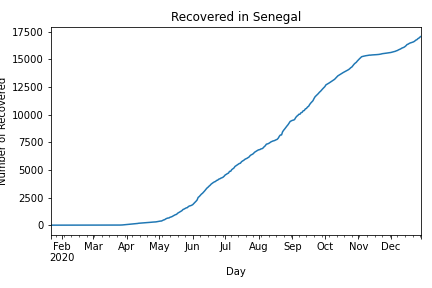 Recovered in Senegal
Number of Recovered
17500
15000
12500
10000
7500
5000
2500
0
Feb Mar Apr May Jun Jul Aug Sep Oct Nov Dec
2020
Day